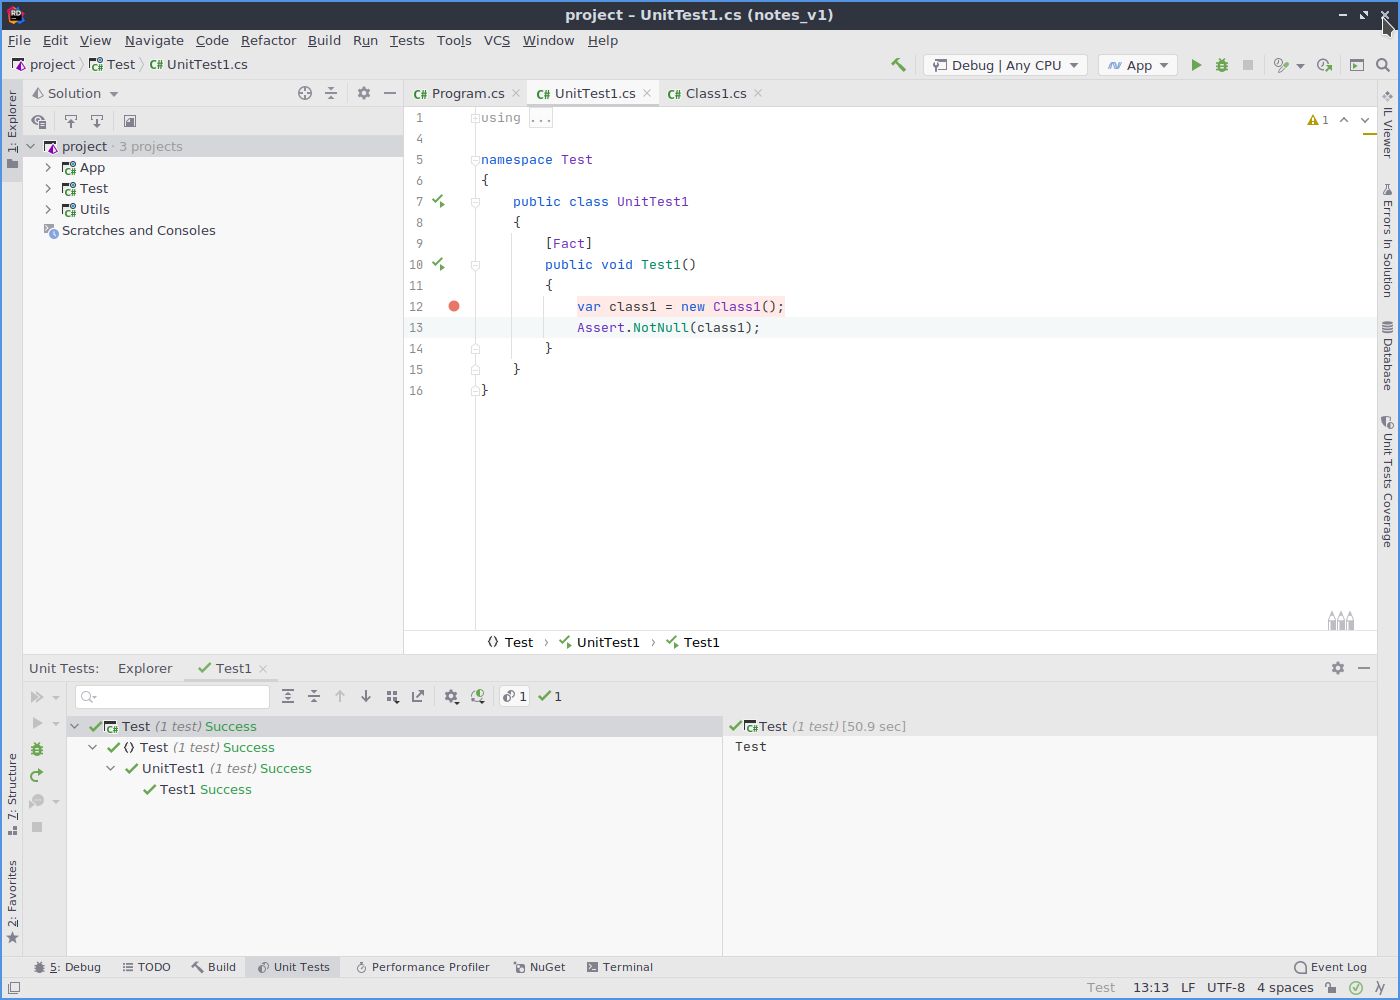 project – UnitTest1.cs (notes_v1)
File Edit View Navigate Code Refactor Build Run Tests Tools VCS Window Help
project Test C# UnitTest1.cs
Debug | Any CPU
App
1: Explorer
Solution
project · 3 projects
App
Test
Utils
Scratches and Consoles
C# Program.cs
C# UnitTest1.cs
C# Class1.cs
1 using ...
4
5 namespace Test
6 {
7 public class UnitTest1
8 {
9 [Fact]
10 public void Test1()
11 {
12 var class1 = new Class1();
13 Assert.NotNull(class1);
14 }
15 }
16 }
1
Test › UnitTest1 › Test1
IL Viewer
Errors In Solution
Database
Unit Tests Coverage
Unit Tests: Explorer Test1
1 1
Test (1 test) Success
Test (1 test) Success
UnitTest1 (1 test) Success
Test1 Success
Test (1 test) [50.9 sec]
Test
7: Structure
2: Favorites
5: Debug TODO Build Unit Tests Performance Profiler NuGet Terminal Event Log
Test 13:13 LF UTF-8 4 spaces